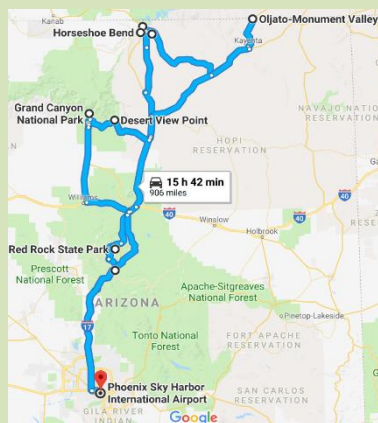 Kanab
Oljato-Monument Valley
Horseshoe Bend
Kayenta
Grand Canyon
National Park
Desert View Point
NAVAJO NATION
RESERVATION
HOPI
RESERVATION
15 h 42 min
906 miles
Williams
40
Winslow
40
Holbrook
40
Red Rock State Park
Prescott
National Forest
Apache-Sitgreaves
National Forest
ARIZONA
Pinetop-Lakeside
17
Tonto National
Forest
FORT APACHE
RESERVATION
Phoenix Sky Harbor
International Airport
SAN CARLOS
RESERVATION
GILA RIVER
INDIAN
Google